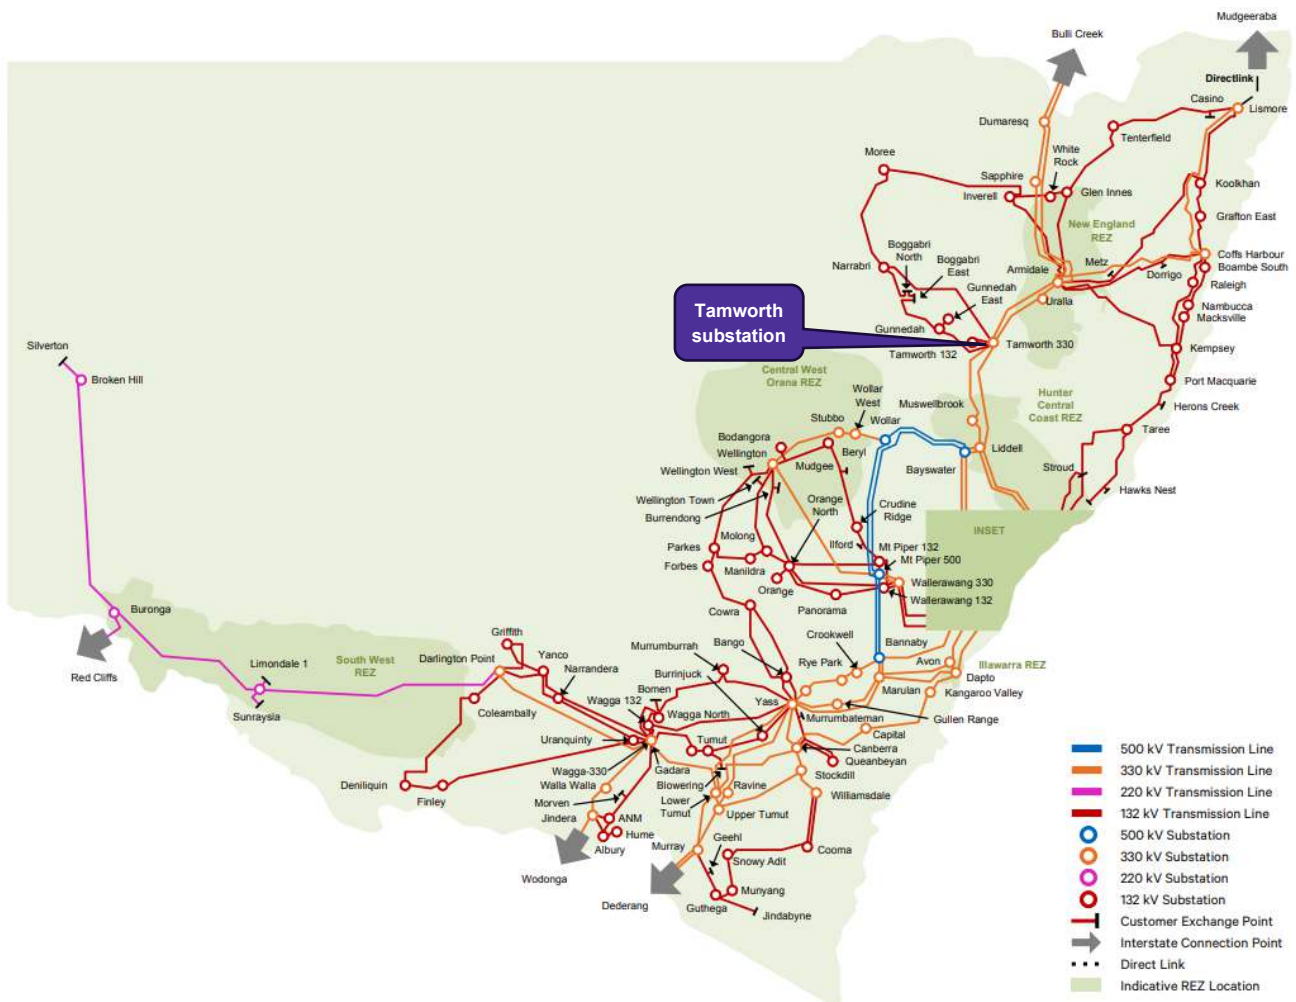 Mudgeeraba
Bulli Creek
Directlink
Casino
Lismore
Dumaresq
Tenterfield
White
Rock
Moree
Sapphire
Glen Innes
Koolkhan
Inverell
Grafton East
New England
REZ
Boggabri
North
Boggabri
East
Coffs Harbour
Metz
Boambe South
Narrabri
Armidale
Dorrigo
Raleigh
Gunnedah
East
Uralla
Nambucca
Macksville
Tamworth
substation
Gunnedah
Tamworth 132
Tamworth 330
Kempsey
Silverton
Broken Hill
Central West
Orana REZ
Port Macquarie
Wollar
West
Muswellbrook
Hunter
Central
Coast REZ
Herons Creek
Stubbo
Wollar
Taree
Bodangora
Wellington
Beryl
Liddell
Mudgee
Bayswater
Wellington West
Stroud
Hawks Nest
Wellington Town
Orange
North
Burrendong
Crudine
Ridge
INSET
Molong
Ilford
Mt Piper 132
Parkes
Mt Piper 500
Forbes
Manildra
Wallerawang 330
Orange
Panorama
Wallerawang 132
Cowra
Buronga
Griffith
Murrumburrah
Bango
Crookwell
Bannaby
Darlington Point
Yanco
South West
REZ
Rye Park
Avon
Illawarra REZ
Limondale 1
Narrandera
Burrinjuck
Dapto
Red Cliffs
Bomen
Marulan
Kangaroo Valley
Wagga 132
Yass
Sunraysia
Coleambally
Wagga North
Murrumbateman
Gullen Range
Uranquinty
Tumut
Capital
Canberra
Queanbeyan
Wagga-330
Gadara
Stockdill
Walla Walla
Blowering
Ravine
Deniliquin
Finley
Morven
Lower
Tumut
Williamsdale
Jindera
ANM
Upper Tumut
Hume
Geehl
Albury
Murray
Cooma
Snowy Adit
Wodonga
Munyang
Dederang
Guthega
Jindabyne
500 kV Transmission Line
330 kV Transmission Line
220 kV Transmission Line
132 kV Transmission Line
500 kV Substation
330 kV Substation
220 kV Substation
132 kV Substation
Customer Exchange Point
Interstate Connection Point
Direct Link
Indicative REZ Location